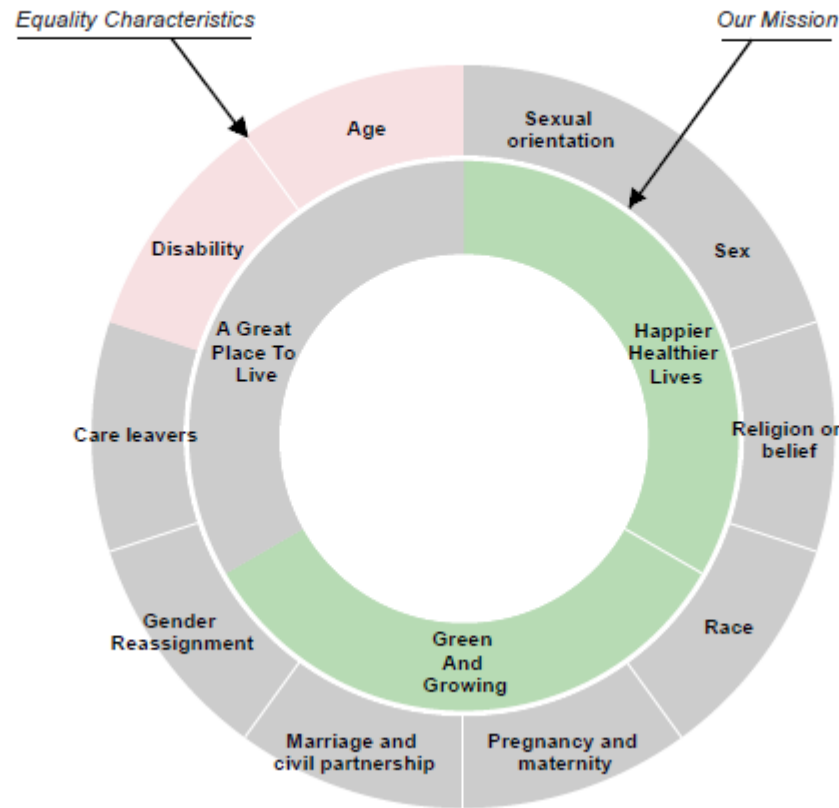 Equality Characteristics
Our Mission
Age
Sexual
orientation
Disability
Sex
A Great
Place To
Live
Happier
Healthier
Lives
Care leavers
Religion or
belief
Gender
Reassignment
Race
Green
And
Growing
Marriage and
civil partnership
Pregnancy and
maternity